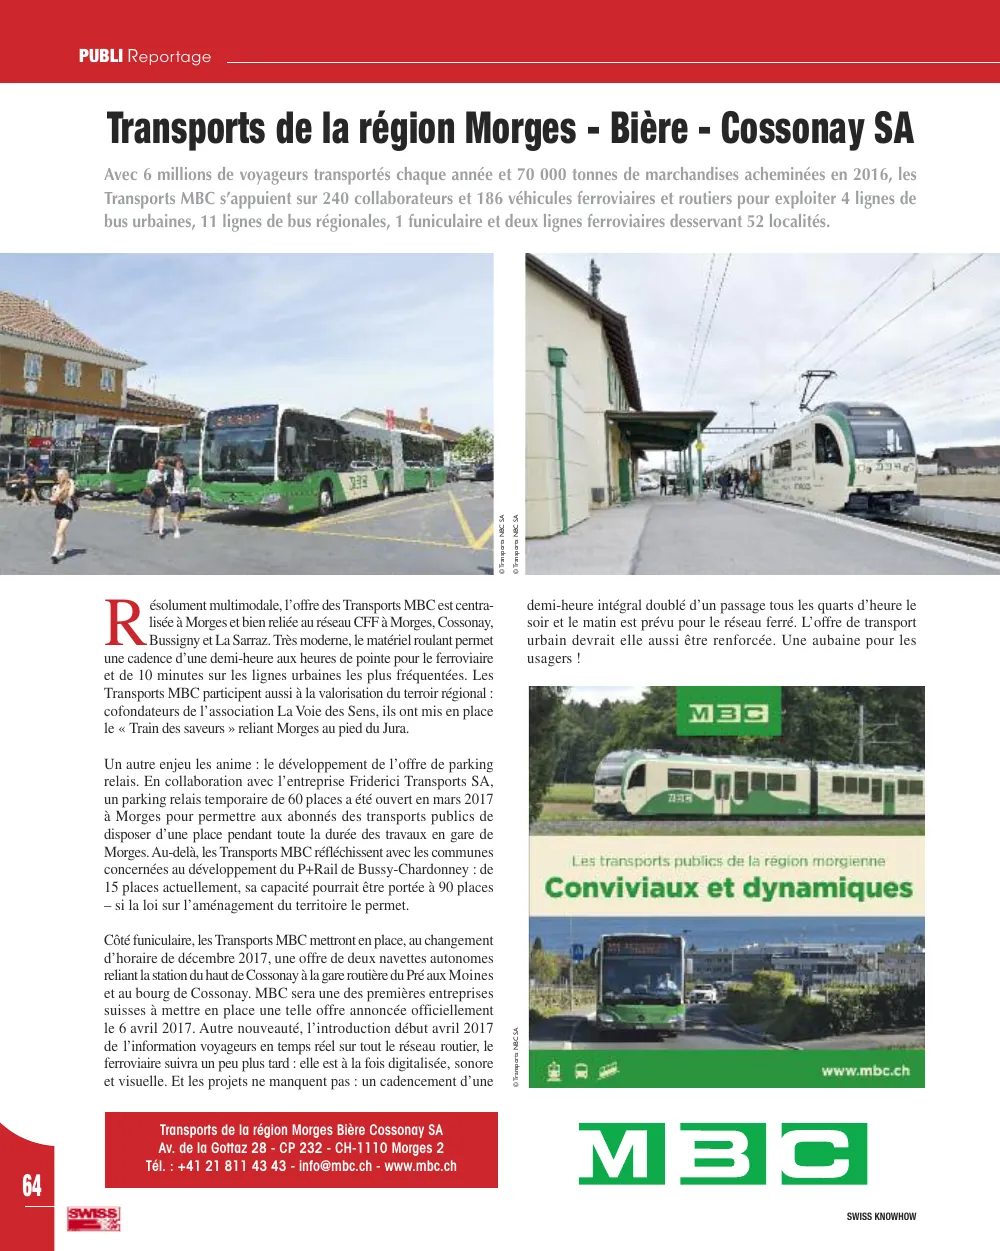 PUBLI Reportage
Transports de la région Morges - Bière - Cossonay SA
Avec 6 millions de voyageurs transportés chaque année et 70 000 tonnes de marchandises acheminées en 2016, les
Transports MBC s’appuient sur 240 collaborateurs et 186 véhicules ferroviaires et routiers pour exploiter 4 lignes de
bus urbaines, 11 lignes de bus régionales, 1 funiculaire et deux lignes ferroviaires desservant 52 localités.
© Transports NBC SA
© Transports NBC SA
Résolument multimodale, l’offre des Transports MBC est centra-
lisée à Morges et bien reliée au réseau CFF à Morges, Cossonay,
Bussigny et La Sarraz. Très moderne, le matériel roulant permet
une cadence d’une demi-heure aux heures de pointe pour le ferroviaire
et de 10 minutes sur les lignes urbaines les plus fréquentées. Les
Transports MBC participent aussi à la valorisation du terroir régional :
cofondateurs de l’association La Voie des Sens, ils ont mis en place
le « Train des saveurs » reliant Morges au pied du Jura.
Un autre enjeu les anime : le développement de l’offre de parking
relais. En collaboration avec l’entreprise Friderici Transports SA,
un parking relais temporaire de 60 places a été ouvert en mars 2017
à Morges pour permettre aux abonnés des transports publics de
disposer d’une place pendant toute la durée des travaux en gare de
Morges. Au-delà, les Transports MBC réfléchissent avec les communes
concernées au développement du P+Rail de Bussy-Chardonney : de
15 places actuellement, sa capacité pourrait être portée à 90 places
– si la loi sur l’aménagement du territoire le permet.
Côté funiculaire, les Transports MBC mettront en place, au changement
d’horaire de décembre 2017, une offre de deux navettes autonomes
reliant la station du haut de Cossonay à la gare routière du Pré aux Moines
et au bourg de Cossonay. MBC sera une des premières entreprises
suisses à mettre en place une telle offre annoncée officiellement
le 6 avril 2017. Autre nouveauté, l’introduction début avril 2017
de l’information voyageurs en temps réel sur tout le réseau routier, le
ferroviaire suivra un peu plus tard : elle est à la fois digitalisée, sonore
et visuelle. Et les projets ne manquent pas : un cadencement d’une
demi-heure intégral doublé d’un passage tous les quarts d’heure le
soir et le matin est prévu pour le réseau ferré. L’offre de transport
urbain devrait elle aussi être renforcée. Une aubaine pour les
usagers !
MBC
MBC
Les transports publics de la région morgienne
Conviviaux et dynamiques
www.mbc.ch
© Transports NBC SA
Transports de la région Morges Bière Cossonay SA
Av. de la Gottaz 28 - CP 232 - CH-1110 Morges 2
Tél. : +41 21 811 43 43 - info@mbc.ch - www.mbc.ch
MBC
64
SWISS
SWISS KNOWHOW